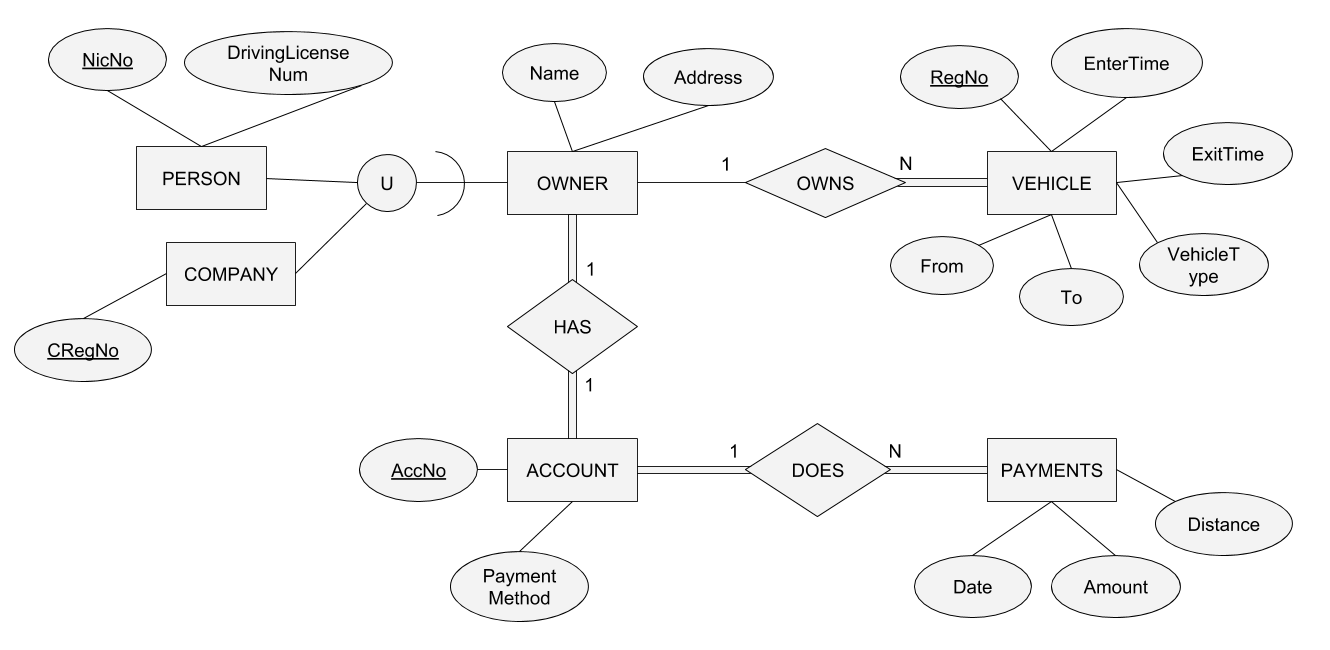 NicNo
DrivingLicense
Num
Name
Address
RegNo
EnterTime
ExitTime
PERSON
U
OWNER
1
OWNS
N
VEHICLE
COMPANY
From
To
VehicleT
ype
1
HAS
CRegNo
1
AccNo
ACCOUNT
1
DOES
N
PAYMENTS
Distance
Payment
Method
Date
Amount